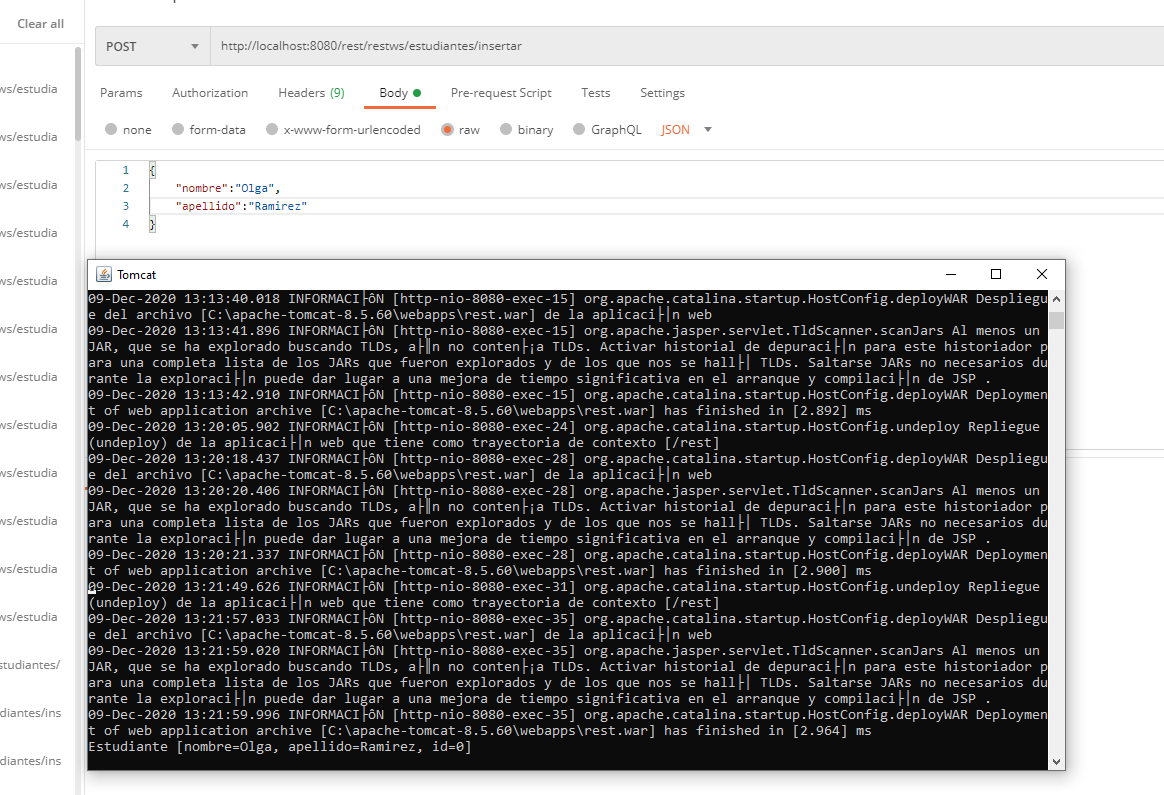 Clear all
POST
http://localhost:8080/rest/restws/estudiantes/insertar
ws/estudia
Params Authorization Headers (9) Body Pre-request Script Tests Settings
ws/estudia
none form-data x-www-form-urlencoded raw binary GraphQL JSON
ws/estudia
1 {
2 "nombre":"Olga",
3 "apellido":"Ramirez"
4 }
ws/estudia
ws/estudia
ws/estudia
ws/estudia
ws/estudia
ws/estudia
ws/estudia
ws/estudia
ws/estudia
studiantes/
diantes/ins
diantes/ins
Tomcat
09-Dec-2020 13:13:40.018 INFORMACI├ôN [http-nio-8080-exec-15] org.apache.catalina.startup.HostConfig.deployWAR Despliegu
e del archivo [C:\apache-tomcat-8.5.60\webapps\rest.war] de la aplicaci├│n web
09-Dec-2020 13:13:41.896 INFORMACI├ôN [http-nio-8080-exec-15] org.apache.jasper.servlet.TldScanner.scanJars Al menos un
JAR, que se ha explorado buscando TLDs, a├║n no conten├¡a TLDs. Activar historial de depuraci├│n para este historiador p
ara una completa lista de los JARs que fueron explorados y de los que nos se hall├│ TLDs. Saltarse JARs no necesarios du
rante la exploraci├│n puede dar lugar a una mejora de tiempo significativa en el arranque y compilaci├│n de JSP .
09-Dec-2020 13:13:42.910 INFORMACI├ôN [http-nio-8080-exec-15] org.apache.catalina.startup.HostConfig.deployWAR Deploymen
t of web application archive [C:\apache-tomcat-8.5.60\webapps\rest.war] has finished in [2.892] ms
09-Dec-2020 13:20:05.902 INFORMACI├ôN [http-nio-8080-exec-24] org.apache.catalina.startup.HostConfig.undeploy Repliegue
(undeploy) de la aplicaci├│n web que tiene como trayectoria de contexto [/rest]
09-Dec-2020 13:20:18.437 INFORMACI├ôN [http-nio-8080-exec-28] org.apache.catalina.startup.HostConfig.deployWAR Despliegu
e del archivo [C:\apache-tomcat-8.5.60\webapps\rest.war] de la aplicaci├│n web
09-Dec-2020 13:20:20.406 INFORMACI├ôN [http-nio-8080-exec-28] org.apache.jasper.servlet.TldScanner.scanJars Al menos un
JAR, que se ha explorado buscando TLDs, a├║n no conten├¡a TLDs. Activar historial de depuraci├│n para este historiador p
ara una completa lista de los JARs que fueron explorados y de los que nos se hall├│ TLDs. Saltarse JARs no necesarios du
rante la exploraci├│n puede dar lugar a una mejora de tiempo significativa en el arranque y compilaci├│n de JSP .
09-Dec-2020 13:20:21.337 INFORMACI├ôN [http-nio-8080-exec-28] org.apache.catalina.startup.HostConfig.deployWAR Deploymen
t of web application archive [C:\apache-tomcat-8.5.60\webapps\rest.war] has finished in [2.900] ms
09-Dec-2020 13:21:49.626 INFORMACI├ôN [http-nio-8080-exec-31] org.apache.catalina.startup.HostConfig.undeploy Repliegue
(undeploy) de la aplicaci├│n web que tiene como trayectoria de contexto [/rest]
09-Dec-2020 13:21:57.033 INFORMACI├ôN [http-nio-8080-exec-35] org.apache.catalina.startup.HostConfig.deployWAR Despliegu
e del archivo [C:\apache-tomcat-8.5.60\webapps\rest.war] de la aplicaci├│n web
09-Dec-2020 13:21:59.020 INFORMACI├ôN [http-nio-8080-exec-35] org.apache.jasper.servlet.TldScanner.scanJars Al menos un
JAR, que se ha explorado buscando TLDs, a├║n no conten├¡a TLDs. Activar historial de depuraci├│n para este historiador p
ara una completa lista de los JARs que fueron explorados y de los que nos se hall├│ TLDs. Saltarse JARs no necesarios du
rante la exploraci├│n puede dar lugar a una mejora de tiempo significativa en el arranque y compilaci├│n de JSP .
09-Dec-2020 13:21:59.996 INFORMACI├ôN [http-nio-8080-exec-35] org.apache.catalina.startup.HostConfig.deployWAR Deploymen
t of web application archive [C:\apache-tomcat-8.5.60\webapps\rest.war] has finished in [2.964] ms
Estudiante [nombre=Olga, apellido=Ramirez, id=0]